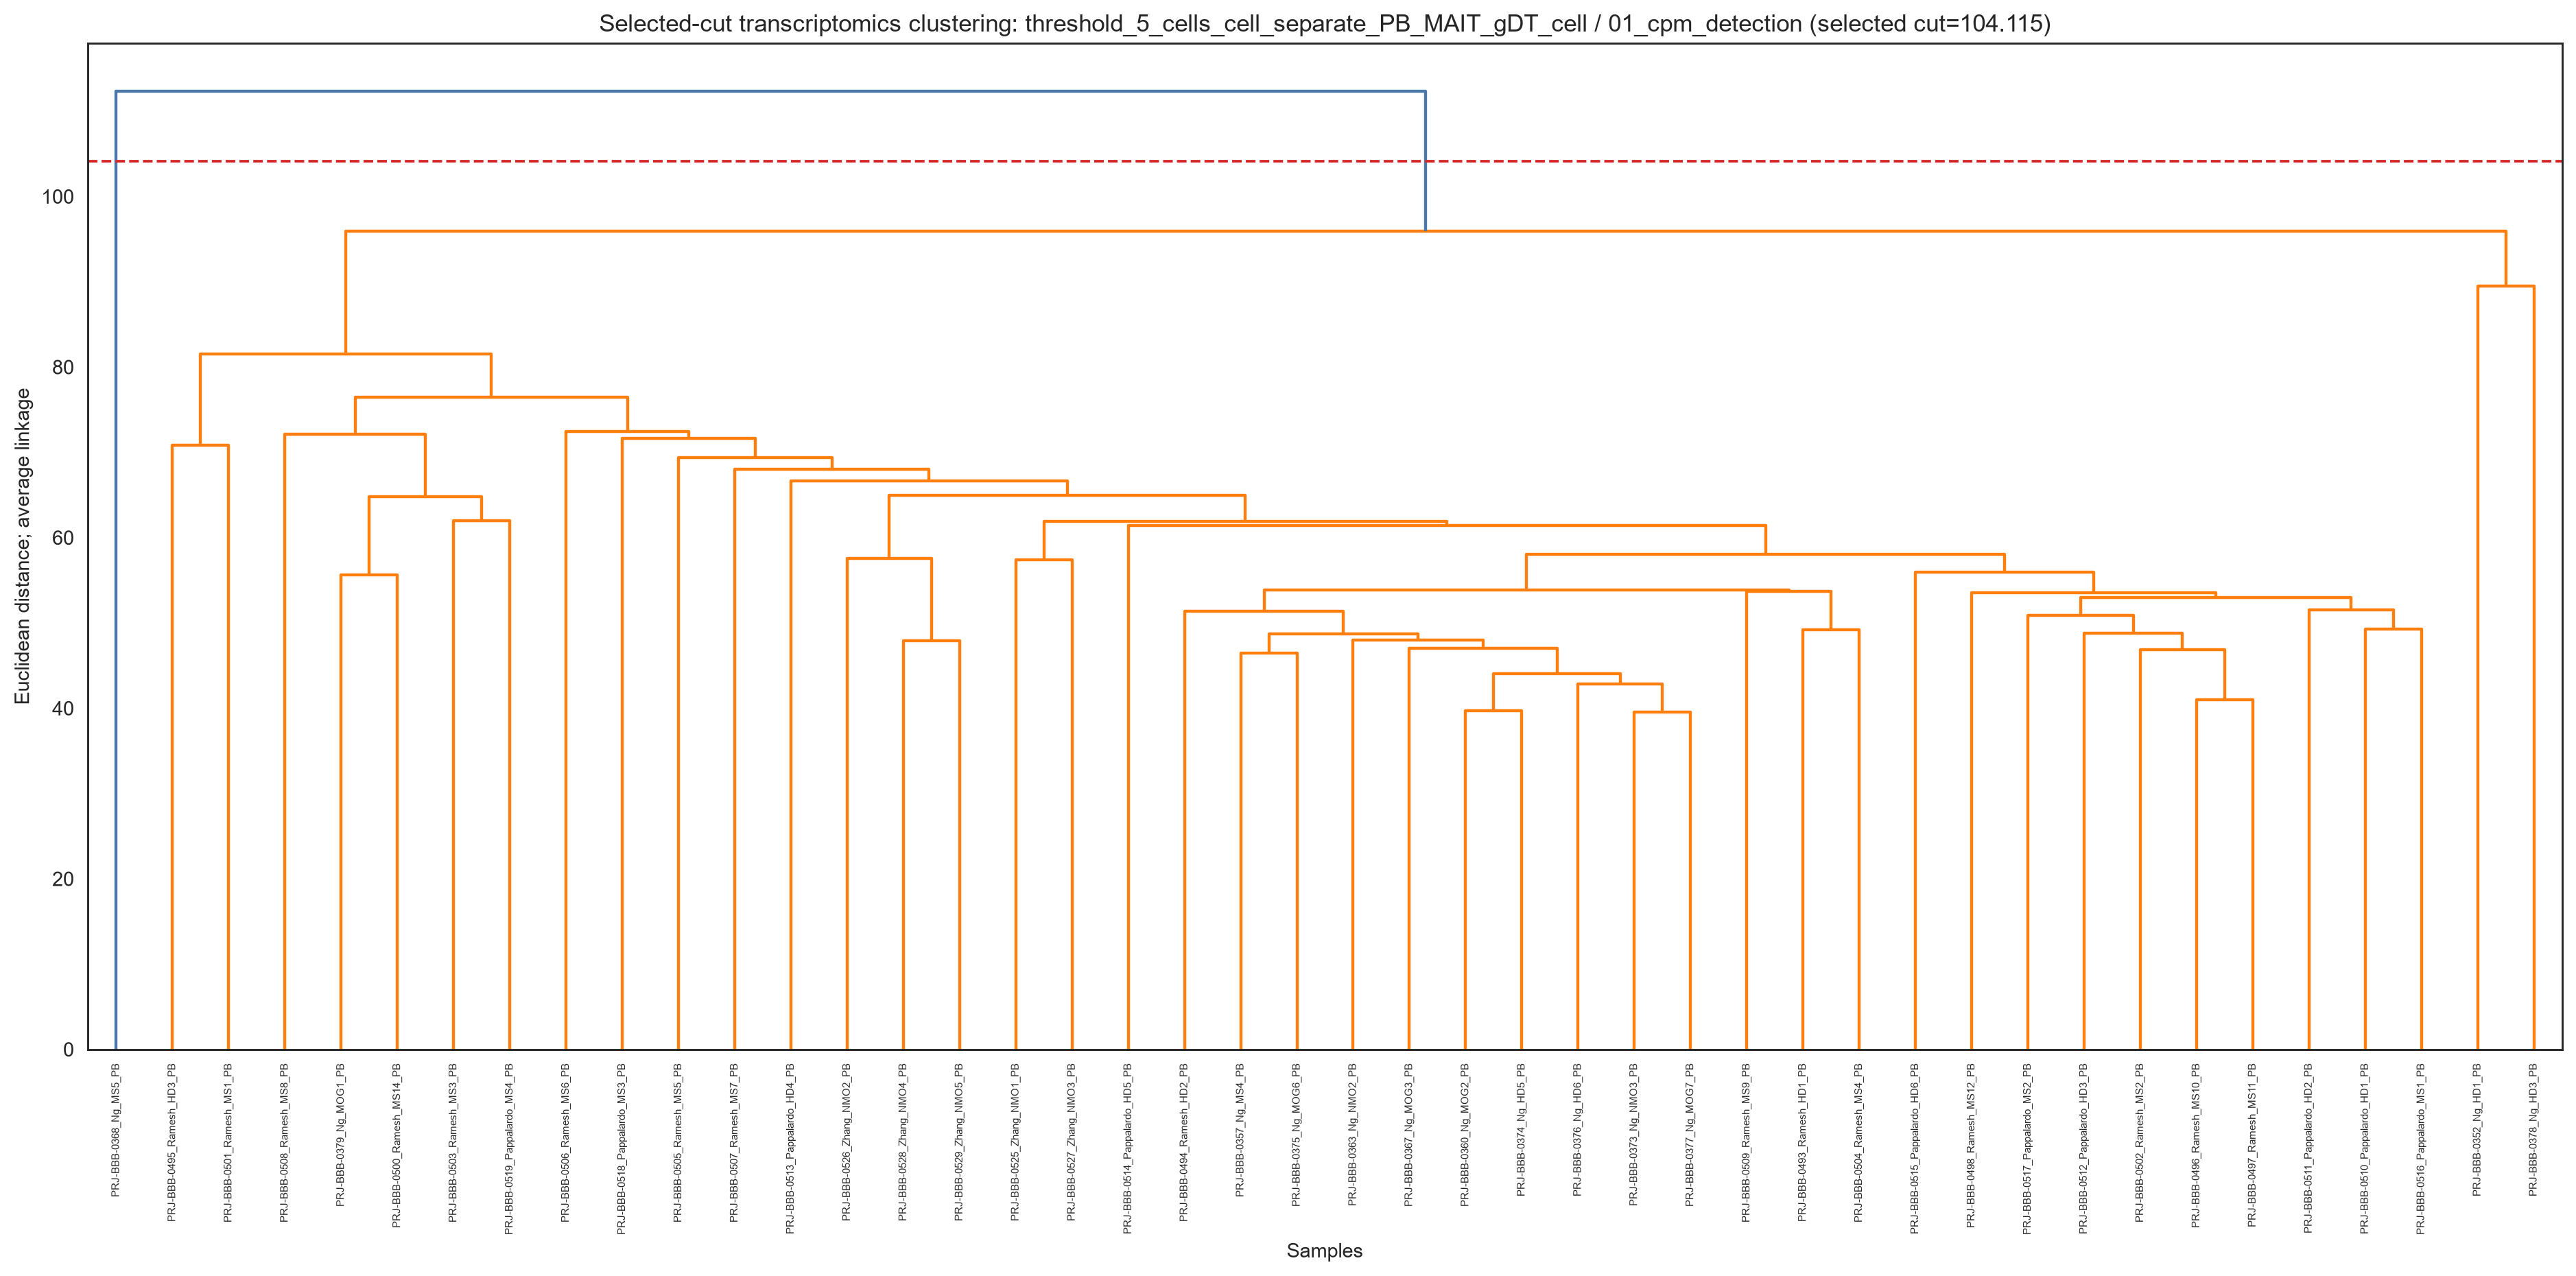 Selected-cut transcriptomics clustering: threshold_5_cells_cell_separate_PB_MAIT_gDT_cell / 01_cpm_detection (selected cut=104.115)
Euclidean distance; average linkage
100
80
60
40
20
0
PRJ-BBB-0368_Ng_MS5_PB
PRJ-BBB-0495_Ramesh_HD3_PB
PRJ-BBB-0501_Ramesh_MS1_PB
PRJ-BBB-0508_Ramesh_MS8_PB
PRJ-BBB-0379_Ng_MOG1_PB
PRJ-BBB-0500_Ramesh_MS14_PB
PRJ-BBB-0503_Ramesh_MS3_PB
PRJ-BBB-0519_Pappalardo_MS4_PB
PRJ-BBB-0506_Ramesh_MS6_PB
PRJ-BBB-0518_Pappalardo_MS3_PB
PRJ-BBB-0505_Ramesh_MS5_PB
PRJ-BBB-0507_Ramesh_MS7_PB
PRJ-BBB-0513_Pappalardo_HD4_PB
PRJ-BBB-0526_Zhang_NMO2_PB
PRJ-BBB-0528_Zhang_NMO4_PB
PRJ-BBB-0529_Zhang_NMO5_PB
PRJ-BBB-0525_Zhang_NMO1_PB
PRJ-BBB-0527_Zhang_NMO3_PB
PRJ-BBB-0514_Pappalardo_HD5_PB
PRJ-BBB-0494_Ramesh_HD2_PB
PRJ-BBB-0357_Ng_MS4_PB
PRJ-BBB-0375_Ng_MOG6_PB
PRJ-BBB-0363_Ng_NMO2_PB
PRJ-BBB-0367_Ng_MOG3_PB
PRJ-BBB-0360_Ng_MOG2_PB
PRJ-BBB-0374_Ng_HD5_PB
PRJ-BBB-0376_Ng_HD6_PB
PRJ-BBB-0373_Ng_NMO3_PB
PRJ-BBB-0377_Ng_MOG7_PB
PRJ-BBB-0509_Ramesh_MS9_PB
PRJ-BBB-0493_Ramesh_HD1_PB
PRJ-BBB-0504_Ramesh_MS4_PB
PRJ-BBB-0515_Pappalardo_HD6_PB
PRJ-BBB-0498_Ramesh_MS12_PB
PRJ-BBB-0517_Pappalardo_MS2_PB
PRJ-BBB-0512_Pappalardo_HD3_PB
PRJ-BBB-0502_Ramesh_MS2_PB
PRJ-BBB-0496_Ramesh_MS10_PB
PRJ-BBB-0497_Ramesh_MS11_PB
PRJ-BBB-0511_Pappalardo_HD2_PB
PRJ-BBB-0510_Pappalardo_HD1_PB
PRJ-BBB-0516_Pappalardo_MS1_PB
PRJ-BBB-0352_Ng_HD1_PB
PRJ-BBB-0378_Ng_HD3_PB
Samples